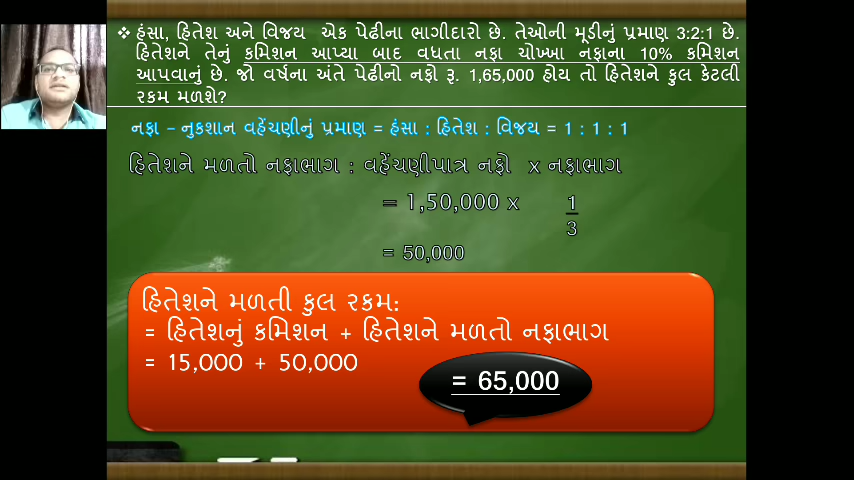 ❖ હંસા, હિતેશ અને વિજય એક પેઢીના ભાગીદારો છે. તેઓની મૂડીનું પ્રમાણ 3:2:1 છે.
હિતેશને તેનું કમિશન આપ્યા બાદ વધતા નફા ચોખ્ખા નફાના 10% કમિશન
આપવાનું છે. જો વર્ષના અંતે પેઢીનો નફો રૂ. 1,65,000 હોય તો હિતેશને કુલ કેટલી
રકમ મળશે?
નફા – નુકશાન વહેંચણીનું પ્રમાણ = હંસા : હિતેશ : વિજય = 1 : 1 : 1
હિતેશને મળતો નફાભાગ : વહેંચણીપાત્ર નફો x નફાભાગ
= 1,50,000 x 1
3
= 50,000
હિતેશને મળતી કુલ રકમ:
= હિતેશનું કમિશન + હિતેશને મળતો નફાભાગ
= 15,000 + 50,000
= 65,000